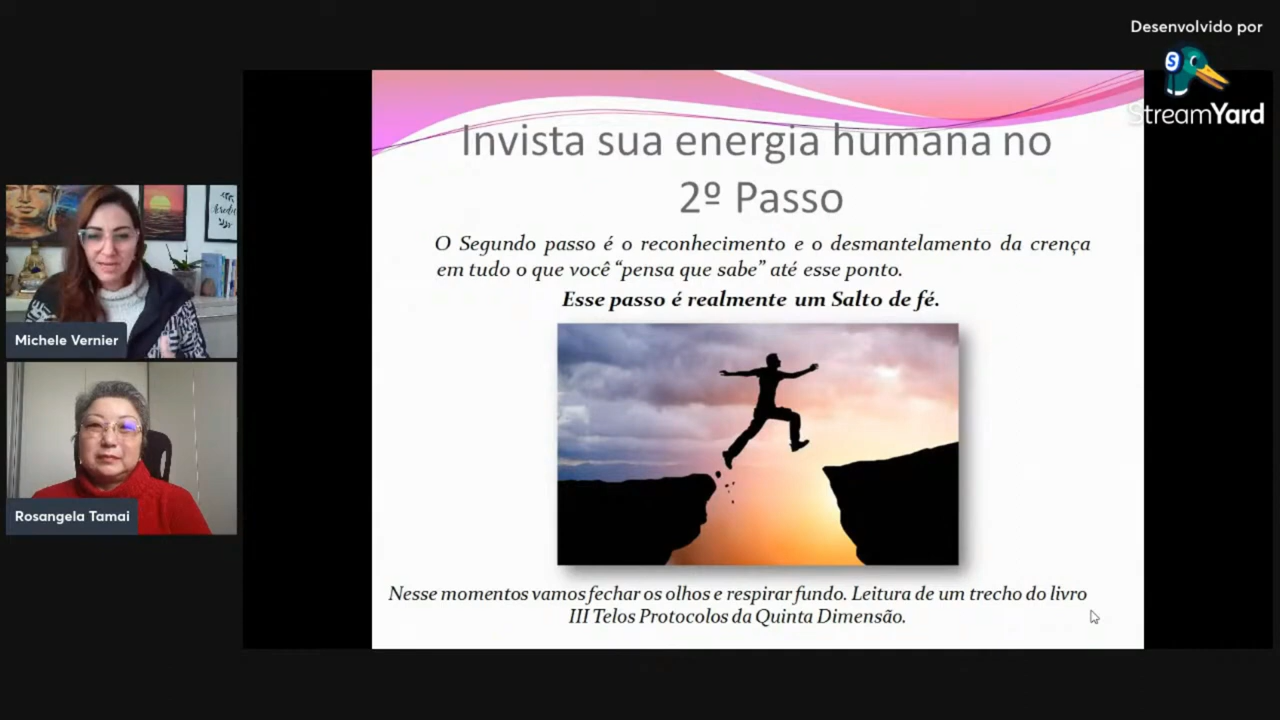 Desenvolvido por
StreamYard
Invista sua energia humana no
2º Passo
O Segundo passo é o reconhecimento e o desmantelamento da crença
em tudo o que você “pensa que sabe” até esse ponto.
Esse passo é realmente um Salto de fé.
Michele Vernier
Rosangela Tamai
Nesse momentos vamos fechar os olhos e respirar fundo. Leitura de um trecho do livro
III Telos Protocolos da Quinta Dimensão.